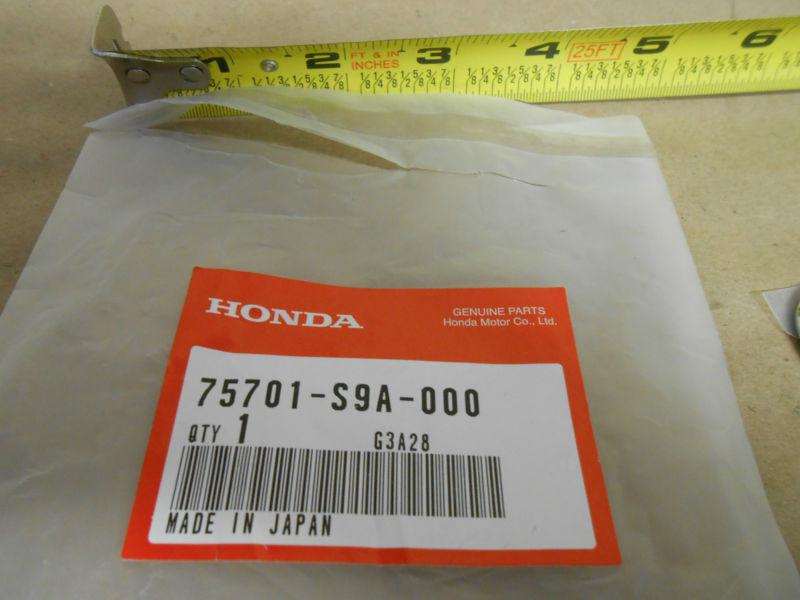 1 2 FT & IN INCHES 3 4 25FT 5 6
HONDA
GENUINE PARTS
Honda Motor Co., Ltd.
75701-S9A-000
QTY 1 G3A28
MADE IN JAPAN